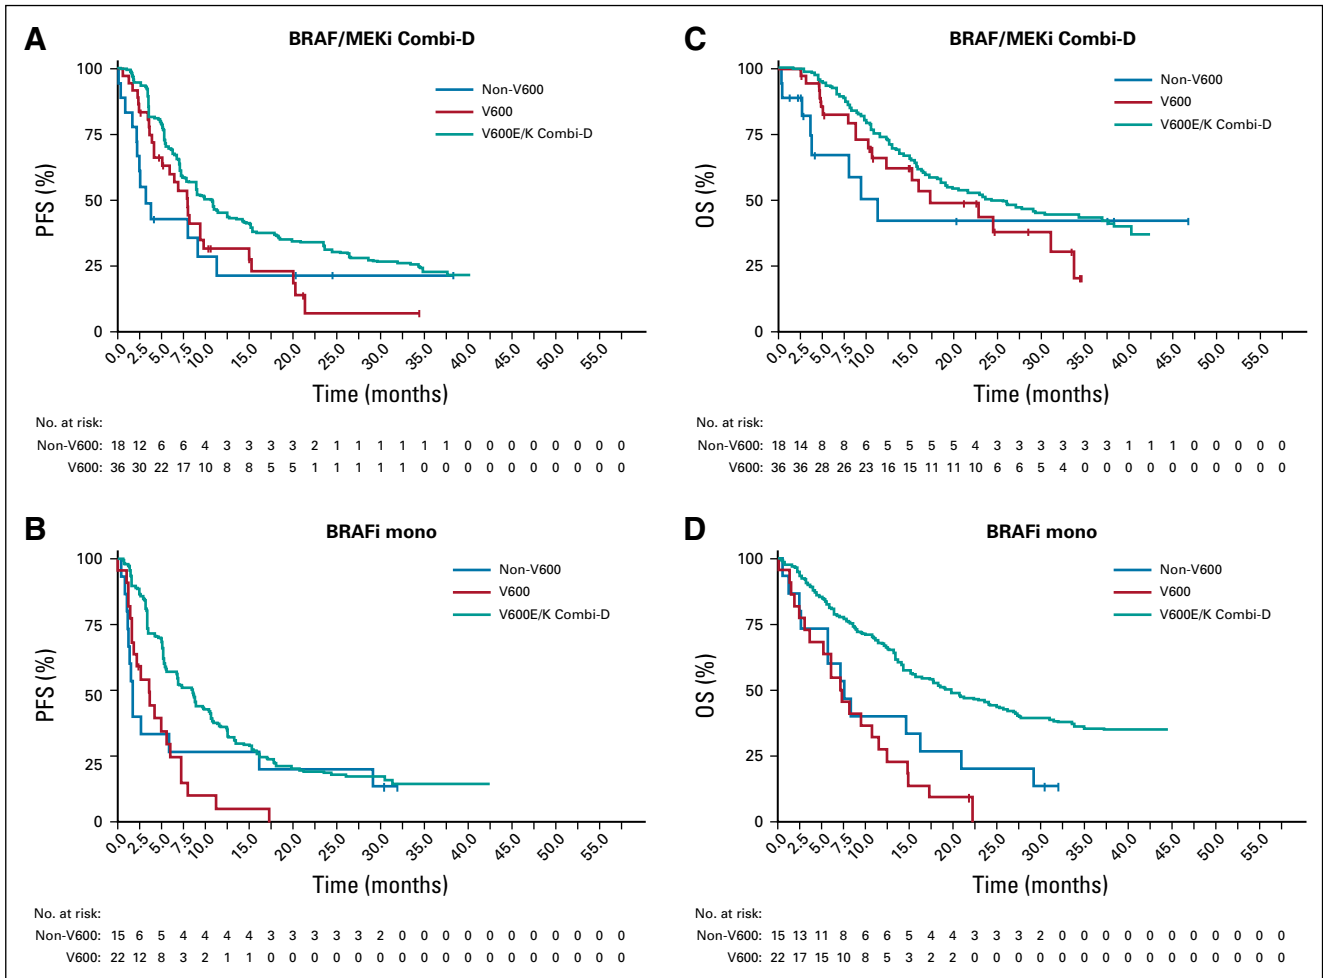 A
BRAF/MEKi Combi-D
Non-V600
V600
V600E/K Combi-D
PFS (%)
100
75
50
25
0
0.0 2.5 5.0 7.5 10.0 15.0 20.0 25.0 30.0 35.0 40.0 45.0 50.0 55.0
Time (months)
No. at risk:
Non-V600: 18 12 6 6 4 3 3 3 3 2 1 1 1 1 1 1 0 0 0 0 0 0 0 0
V600: 36 30 22 17 10 8 8 5 5 1 1 1 1 1 0 0 0 0 0 0 0 0 0 0
C
BRAF/MEKi Combi-D
Non-V600
V600
V600E/K Combi-D
OS (%)
100
75
50
25
0
0.0 2.5 5.0 7.5 10.0 15.0 20.0 25.0 30.0 35.0 40.0 45.0 50.0 55.0
Time (months)
No. at risk:
Non-V600: 18 14 8 8 6 5 5 5 5 4 3 3 3 3 3 3 1 1 1 0 0 0 0 0
V600: 36 36 28 26 23 16 15 11 11 10 6 6 5 4 0 0 0 0 0 0 0 0 0 0
B
BRAFi mono
Non-V600
V600
V600E/K Combi-D
PFS (%)
100
75
50
25
0
0.0 2.5 5.0 7.5 10.0 15.0 20.0 25.0 30.0 35.0 40.0 45.0 50.0 55.0
Time (months)
No. at risk:
Non-V600: 15 6 5 4 4 4 4 3 3 3 3 3 2 0 0 0 0 0 0 0 0 0 0 0
V600: 22 12 8 3 2 1 1 0 0 0 0 0 0 0 0 0 0 0 0 0 0 0 0 0
D
BRAFi mono
Non-V600
V600
V600E/K Combi-D
OS (%)
100
75
50
25
0
0.0 2.5 5.0 7.5 10.0 15.0 20.0 25.0 30.0 35.0 40.0 45.0 50.0 55.0
Time (months)
No. at risk:
Non-V600: 15 13 11 8 6 6 5 4 4 3 3 3 2 0 0 0 0 0 0 0 0 0 0 0
V600: 22 17 15 10 8 5 3 2 2 0 0 0 0 0 0 0 0 0 0 0 0 0 0 0